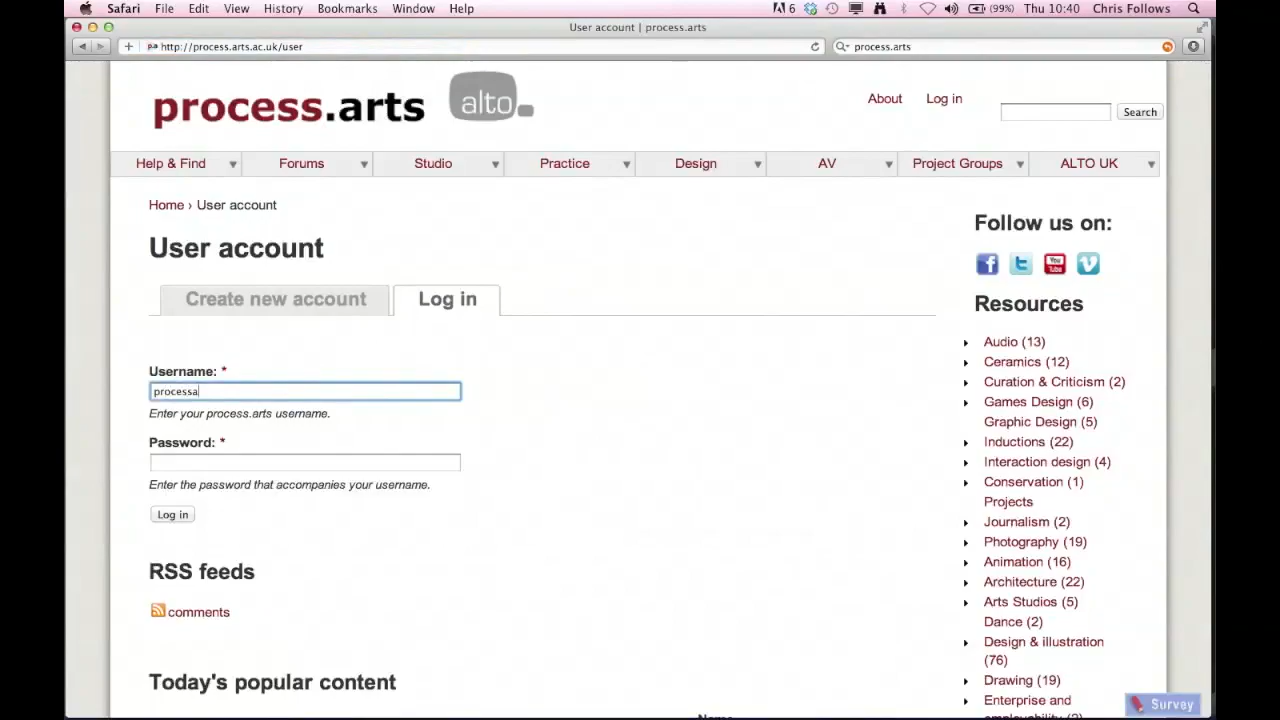 Safari File Edit View History Bookmarks Window Help
6 (99%) Thu 10:40 Chris Follows
User account | process.arts
http://process.arts.ac.uk/user
process.arts
process.arts alto
About Log in
Search
Help & Find Forums Studio Practice Design AV Project Groups ALTO UK
Home › User account
User account
Create new account Log in
Username: *
processa
Enter your process.arts username.
Password: *
Enter the password that accompanies your username.
Log in
RSS feeds
comments
Today's popular content
Follow us on:
You
Tube
Resources
Audio (13)
Ceramics (12)
Curation & Criticism (2)
Games Design (6)
Graphic Design (5)
Inductions (22)
Interaction design (4)
Conservation (1)
Projects
Journalism (2)
Photography (19)
Animation (16)
Architecture (22)
Arts Studios (5)
Dance (2)
Design & illustration
(76)
Drawing (19)
Enterprise and
Survey